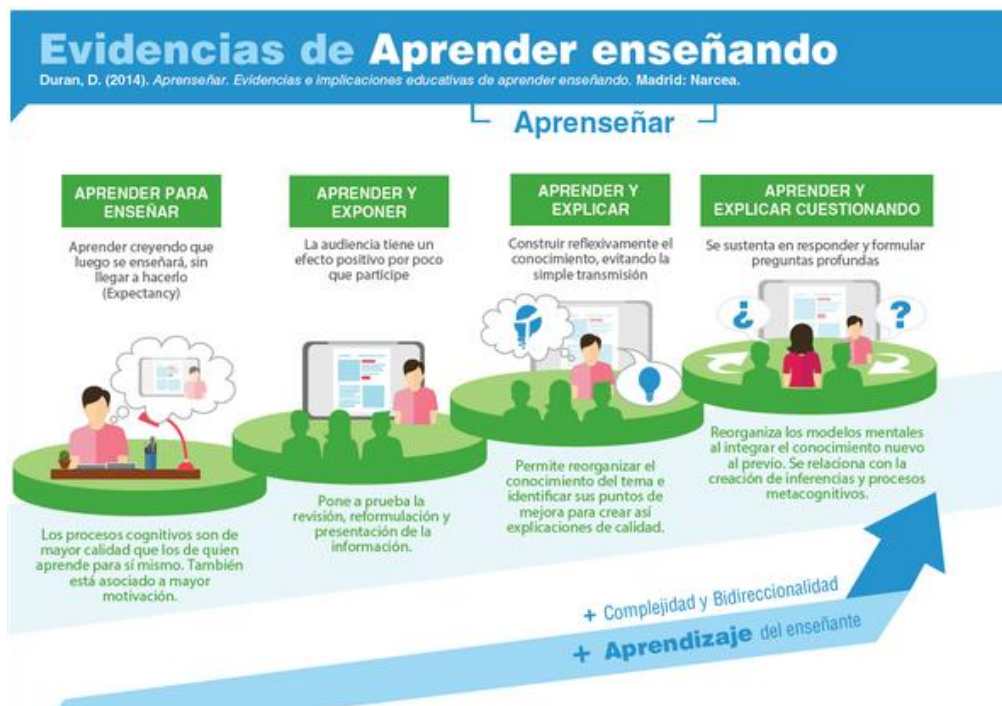 Evidencias de Aprender enseñando
Duran, D. (2014). Aprenseñar. Evidencias e implicaciones educativas de aprender enseñando. Madrid: Narcea.
Aprenseñar
APRENDER PARA
ENSEÑAR
Aprender creyendo que
luego se enseñará, sin
llegar a hacerlo
(Expectancy)
Los procesos cognitivos son de
mayor calidad que los de quien
aprende para sí mismo. También
está asociado a mayor
motivación.
APRENDER Y
EXPONER
La audiencia tiene un
efecto positivo por poco
que participe
Pone a prueba la
revisión, reformulación y
presentación de la
información.
APRENDER Y
EXPLICAR
Construir reflexivamente el
conocimiento, evitando la
simple transmisión
Permite reorganizar el
conocimiento del tema e
identificar sus puntos de
mejora para crear así
explicaciones de calidad.
APRENDER Y
EXPLICAR CUESTIONANDO
Se sustenta en responder y formular
preguntas profundas
¿
?
Reorganiza los modelos mentales
al integrar el conocimiento nuevo
al previo. Se relaciona con la
creación de inferencias y procesos
metacognitivos.
+ Complejidad y Bidireccionalidad
+ Aprendizaje del enseñante